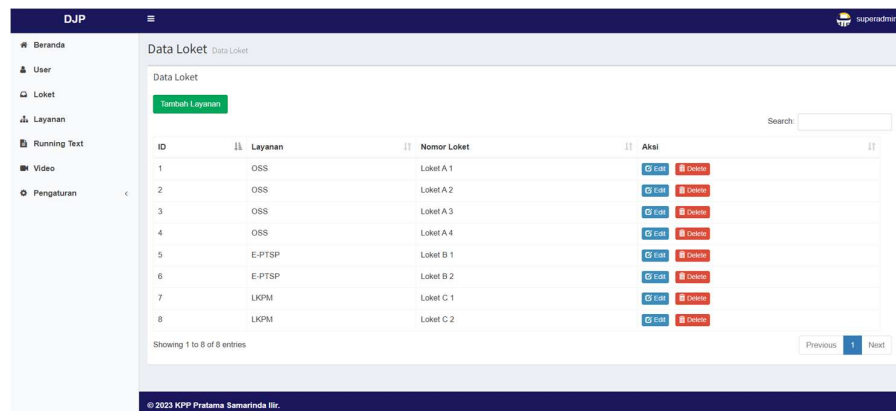 DJP superadmin
Beranda
User
Loket
Layanan
Running Text
Video
Pengaturan
Data Loket Data Loket
Data Loket
Tambah Layanan
Search:
ID Layanan Nomor Loket Aksi
1 OSS Loket A 1 Edit Delete
2 OSS Loket A 2 Edit Delete
3 OSS Loket A 3 Edit Delete
4 OSS Loket A 4 Edit Delete
5 E-PTSP Loket B 1 Edit Delete
6 E-PTSP Loket B 2 Edit Delete
7 LKPM Loket C 1 Edit Delete
8 LKPM Loket C 2 Edit Delete
Showing 1 to 8 of 8 entries Previous 1 Next
© 2023 KPP Pratama Samarinda Ilir.